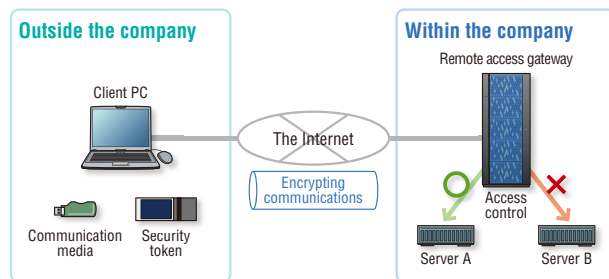 Outside the company
Client PC
Communication
media
Security
token
The Internet
Encrypting
communications
Within the company
Remote access gateway
Access
control
Server A
Server B